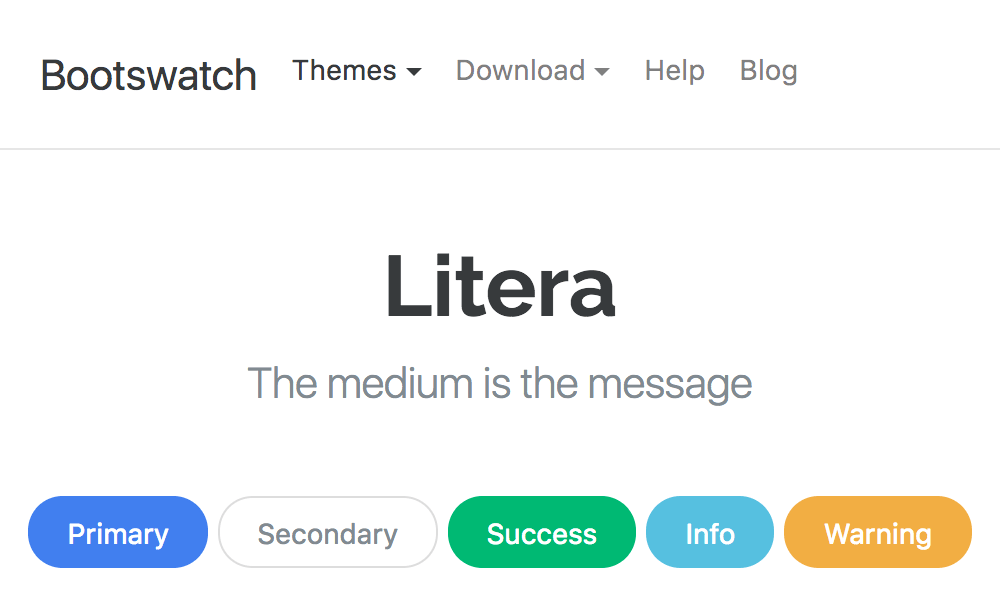 Bootswatch Themes Download Help Blog
Litera
The medium is the message
Primary Secondary Success Info Warning